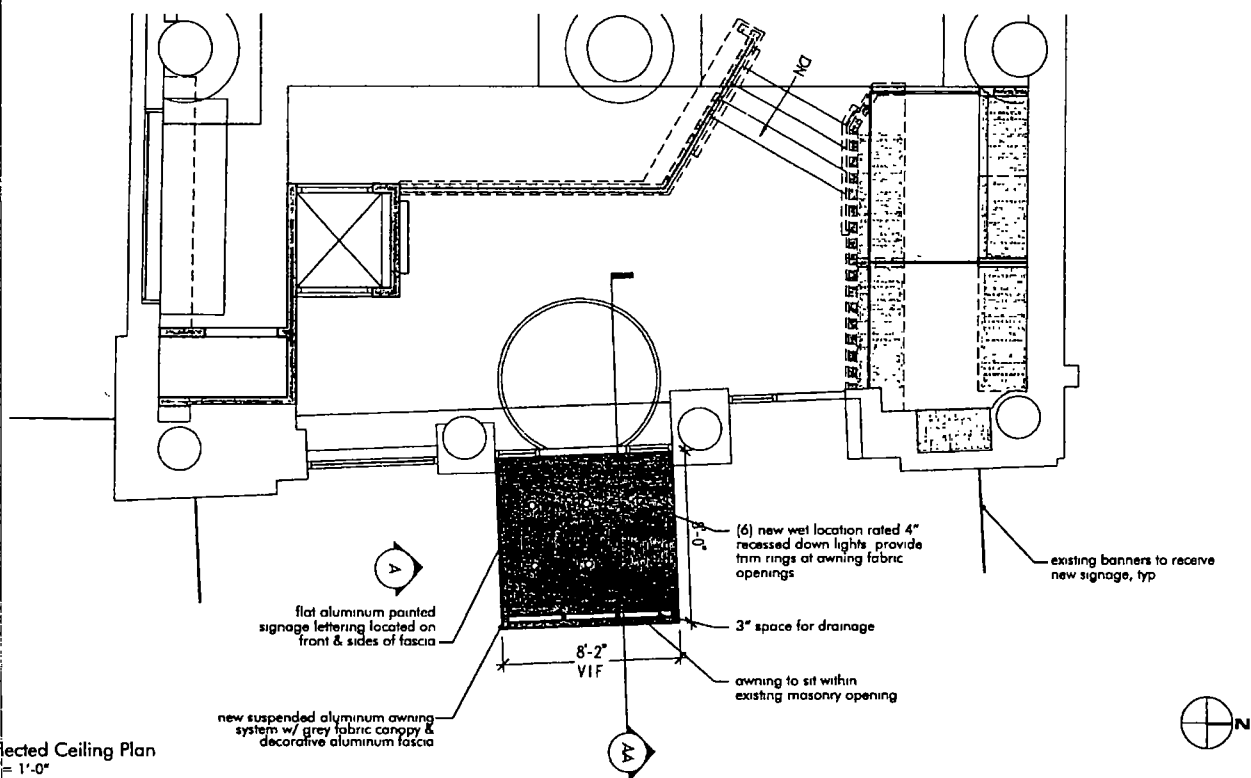 DN
(6) new wet location rated 4"
recessed down lights provide
trim rings at awning fabric
openings
8'-0"
existing banners to receive
new signage, typ
A
flat aluminum painted
signage lettering located on
front & sides of fascia
3" space for drainage
8'-2"
VIF
awning to sit within
existing masonry opening
new suspended aluminum awning
system w/ grey fabric canopy &
decorative aluminum fascia
AA
N
lected Ceiling Plan
= 1'-0"